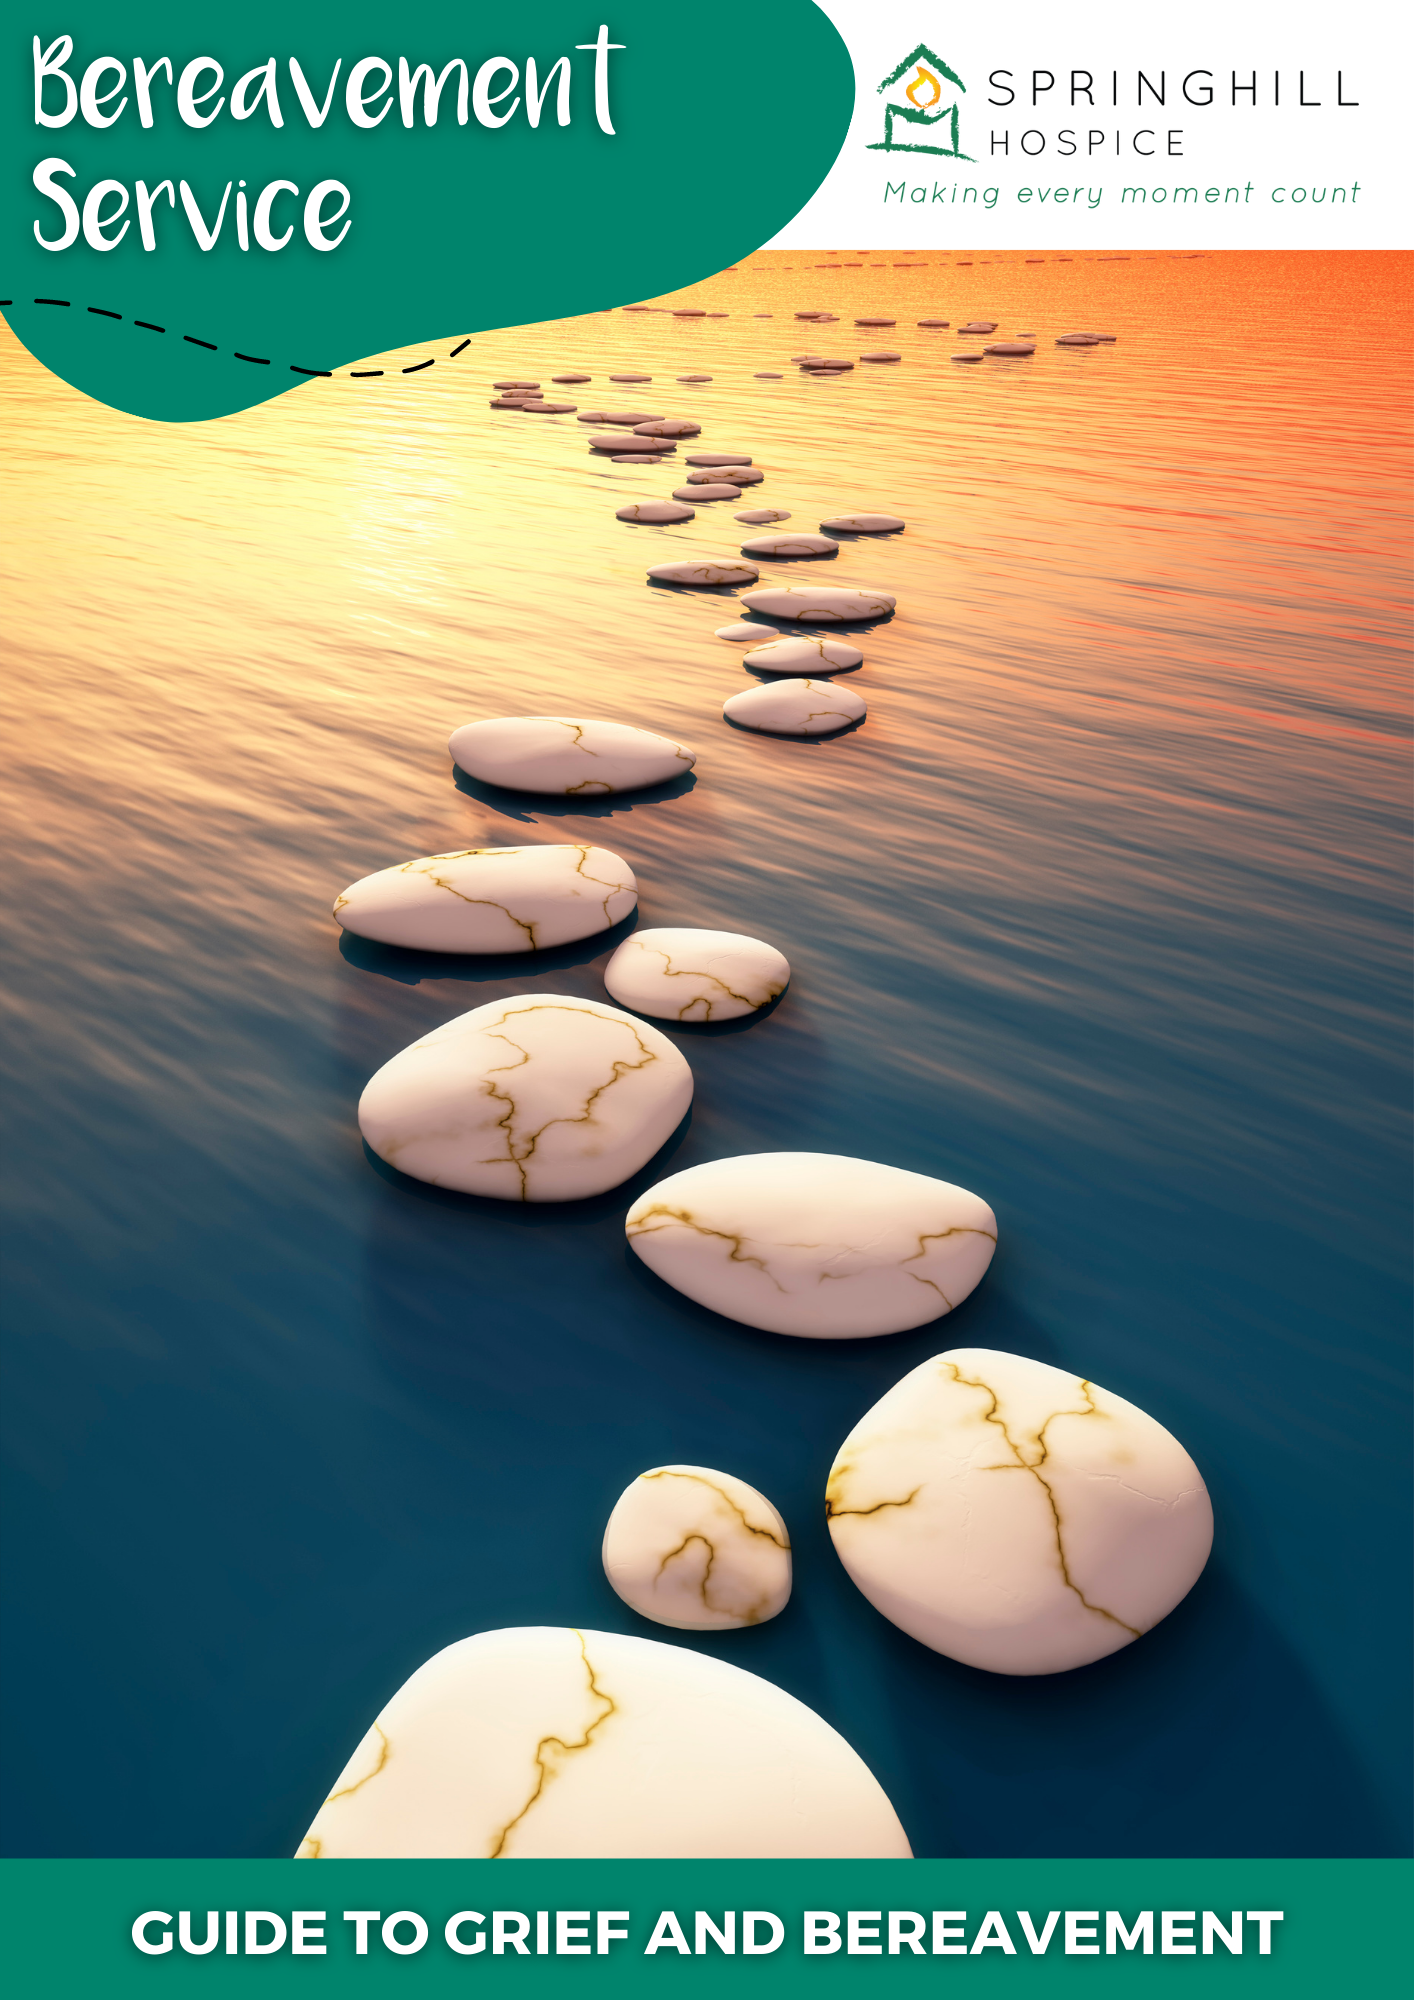 Bereavement
Service
SPRINGHILL
HOSPICE
Making every moment count
GUIDE TO GRIEF AND BEREAVEMENT